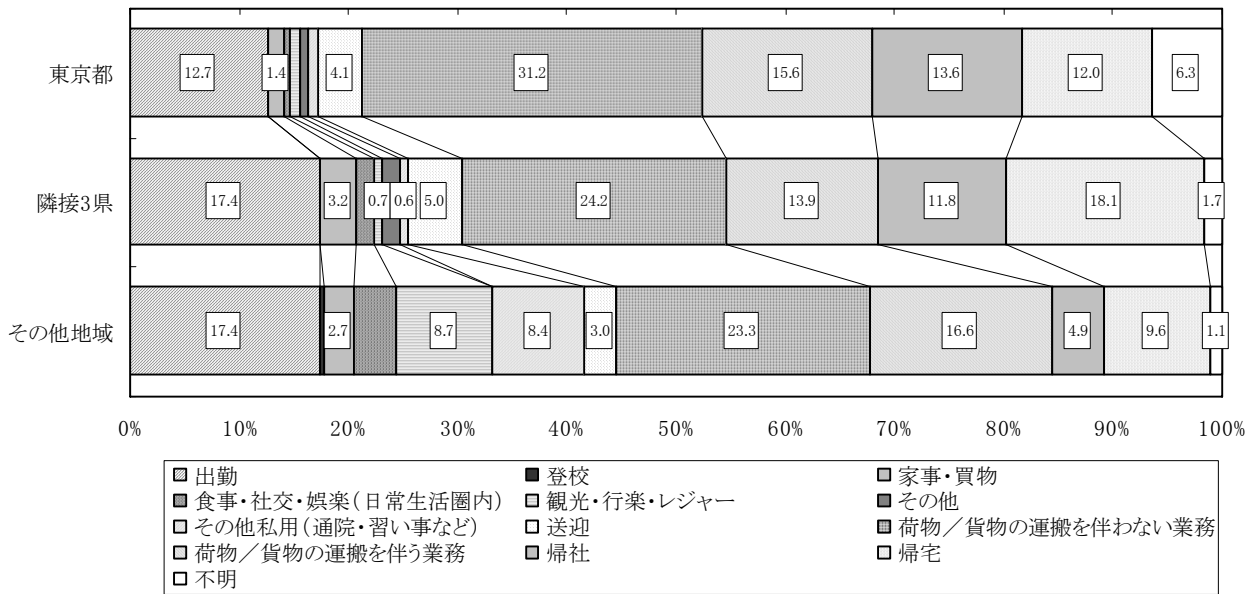 東京都 12.7 1.4 4.1 31.2 15.6 13.6 12.0 6.3
隣接3県 17.4 3.2 0.7 0.6 5.0 24.2 13.9 11.8 18.1 1.7
その他地域 17.4 2.7 8.7 8.4 3.0 23.3 16.6 4.9 9.6 1.1
0% 10% 20% 30% 40% 50% 60% 70% 80% 90% 100%
出勤 登校 家事・買物
食事・社交・娯楽(日常生活圏内) 観光・行楽・レジャー その他
その他私用(通院・習い事など) 送迎 荷物/貨物の運搬を伴わない業務
荷物/貨物の運搬を伴う業務 帰社 帰宅
不明